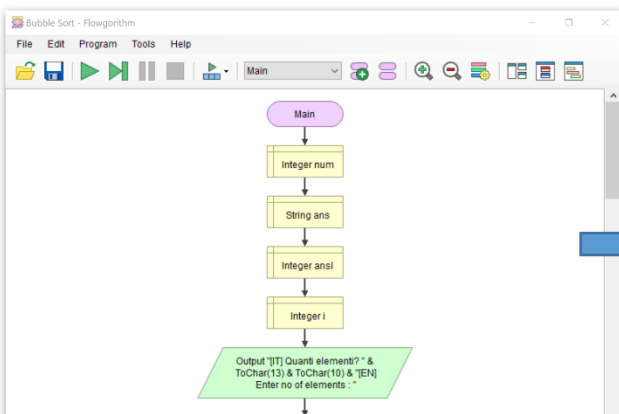 Bubble Sort - Flowgorithm
File Edit Program Tools Help
Main
Main
Integer num
String ans
Integer ansI
Integer i
Output "[IT] Quanti elementi? " &
ToChar(13) & ToChar(10) & "[EN]
Enter no of elements : "